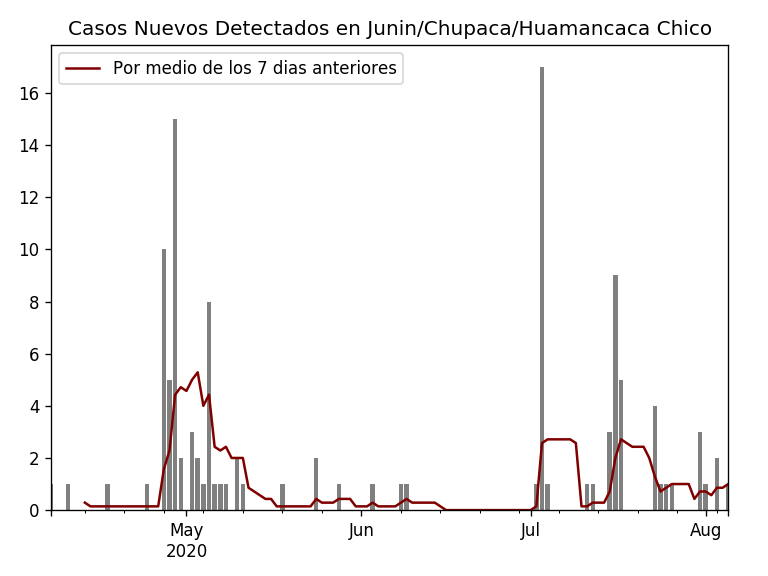 Casos Nuevos Detectados en Junin/Chupaca/Huamancaca Chico
Por medio de los 7 dias anteriores
16
14
12
10
8
6
4
2
0
May
2020
Jun
Jul
Aug